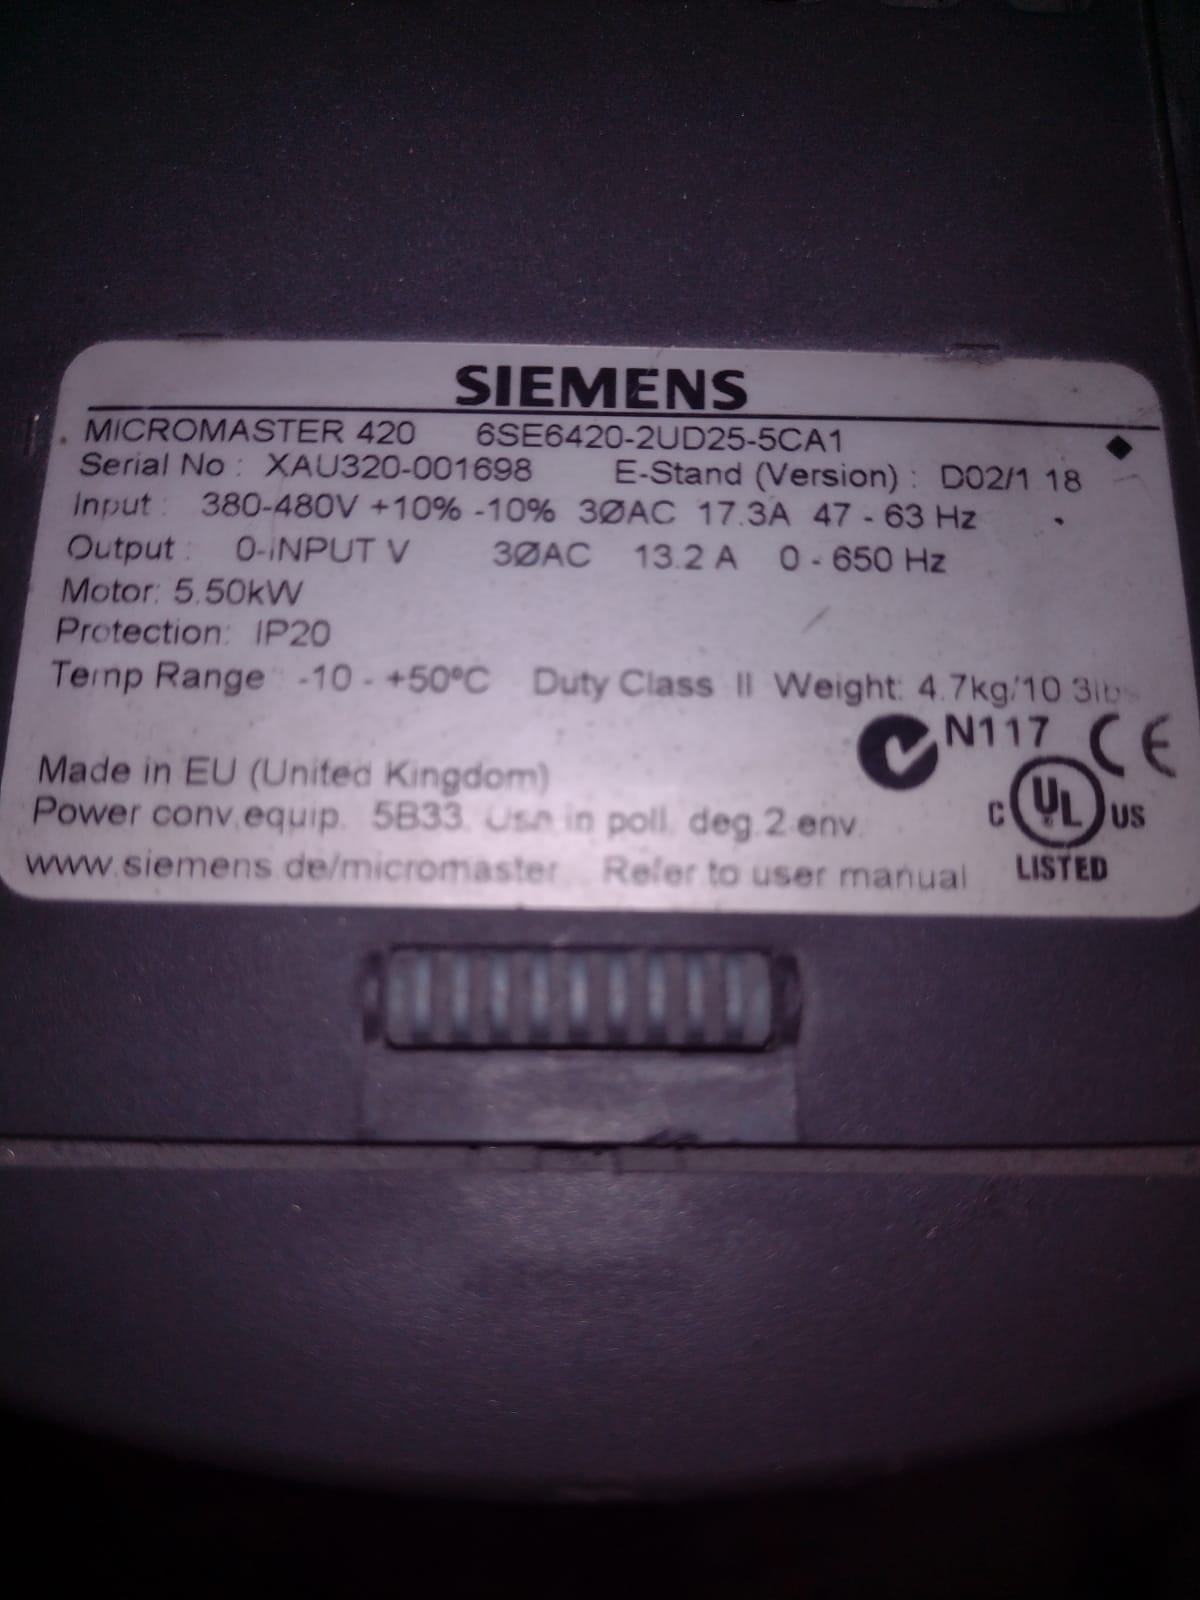 SIEMENS
MICROMASTER 420 6SE6420-2UD25-5CA1
Serial No : XAU320-001698 E-Stand (Version) : D02/1.18
Input : 380-480V +10% -10% 3ØAC 17.3A 47 - 63 Hz
Output : 0-INPUT V 3ØAC 13.2 A 0 - 650 Hz
Motor: 5.50kW
Protection: IP20
Temp Range : -10 - +50ºC Duty Class II Weight: 4.7kg/10.3lbs
N117 CE
Made in EU (United Kingdom)
Power conv.equip. 5B33. Use in poll. deg.2 env.
C UL US
www.siemens.de/micromaster Refer to user manual
LISTED